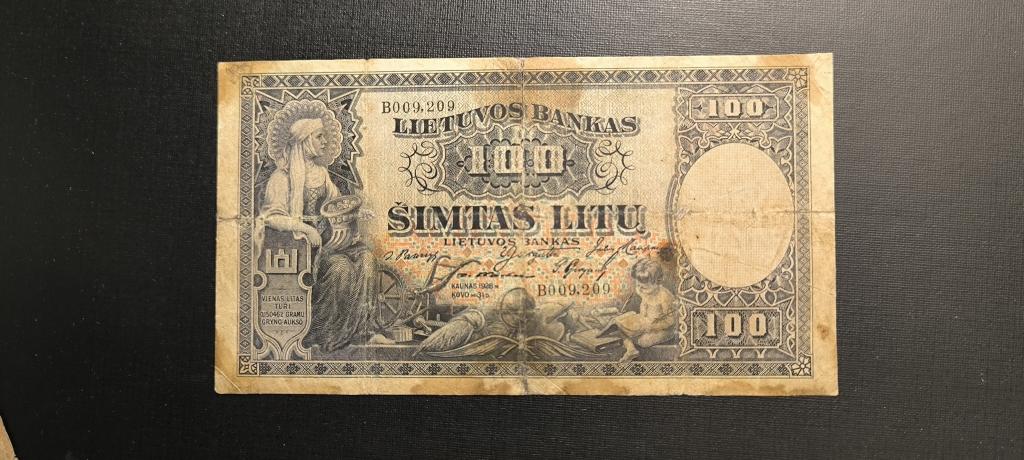 B009,209
LIETUVOS BANKAS
100
100
ŠIMTAS LITŲ
LIETUVOS BANKAS
KAUNAS 1928 M
KOVO M 31 D.
B009,209
VIENAS LITAS
TURI
0,150462 GRAMŲ
GRYNO AUKSO
100